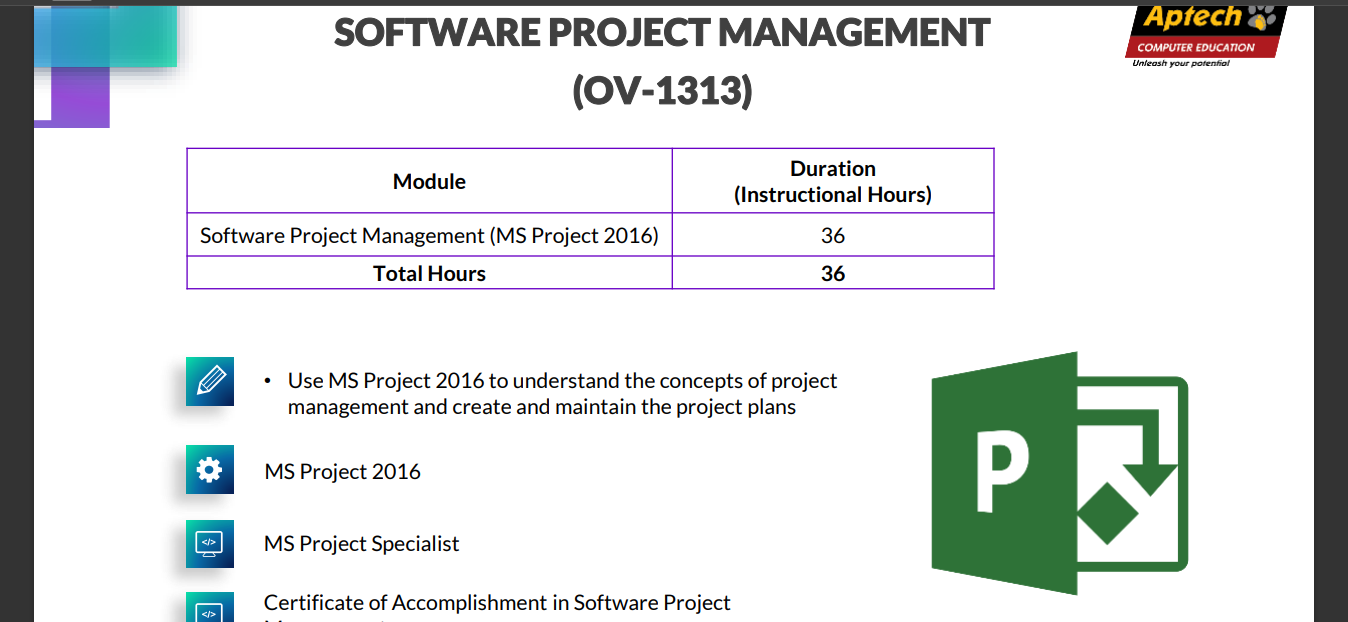 Aptech
COMPUTER EDUCATION
Unleash your potential
SOFTWARE PROJECT MANAGEMENT
(OV-1313)
Module
Duration
(Instructional Hours)
Software Project Management (MS Project 2016)
36
Total Hours
36
• Use MS Project 2016 to understand the concepts of project
management and create and maintain the project plans
MS Project 2016
MS Project Specialist
Certificate of Accomplishment in Software Project
P